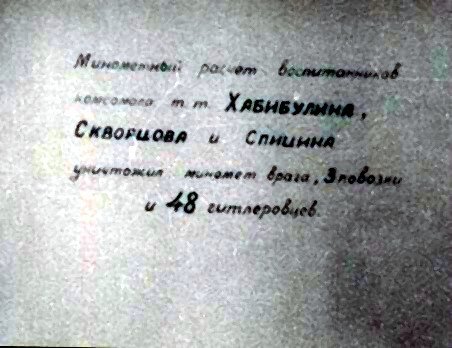 Минометный расчет воспитанников
комсомола т.т. ХАБИБУЛИНА,
СКВОРЦОВА и СПИЦИНА
уничтожил миномет врага, 3 повозки
и 48 гитлеровцев.